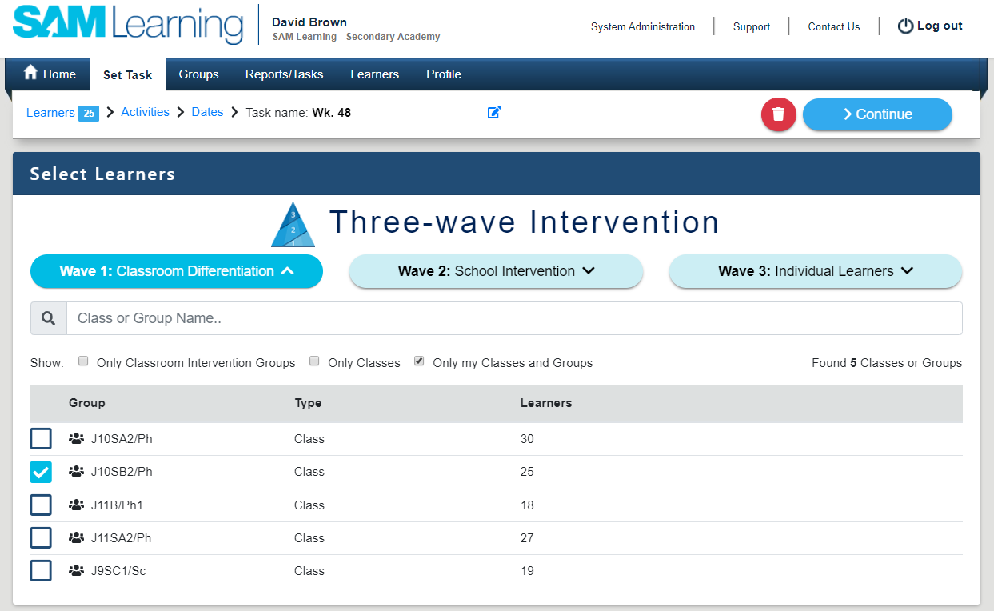 SAM Learning
David Brown
SAM Learning Secondary Academy
System Administration | Support | Contact Us | Log out
Home Set Task Groups Reports/Tasks Learners Profile
Learners 25 > Activities > Dates > Task name: Wk. 48
> Continue
Select Learners
3
2
Three-wave Intervention
Wave 1: Classroom Differentiation
Wave 2: School Intervention
Wave 3: Individual Learners
Class or Group Name..
Show: Only Classroom Intervention Groups Only Classes Only my Classes and Groups Found 5 Classes or Groups
Group Type Learners
J10SA2/Ph Class 30
J10SB2/Ph Class 25
J11B/Ph1 Class 18
J11SA2/Ph Class 27
J9SC1/Sc Class 19